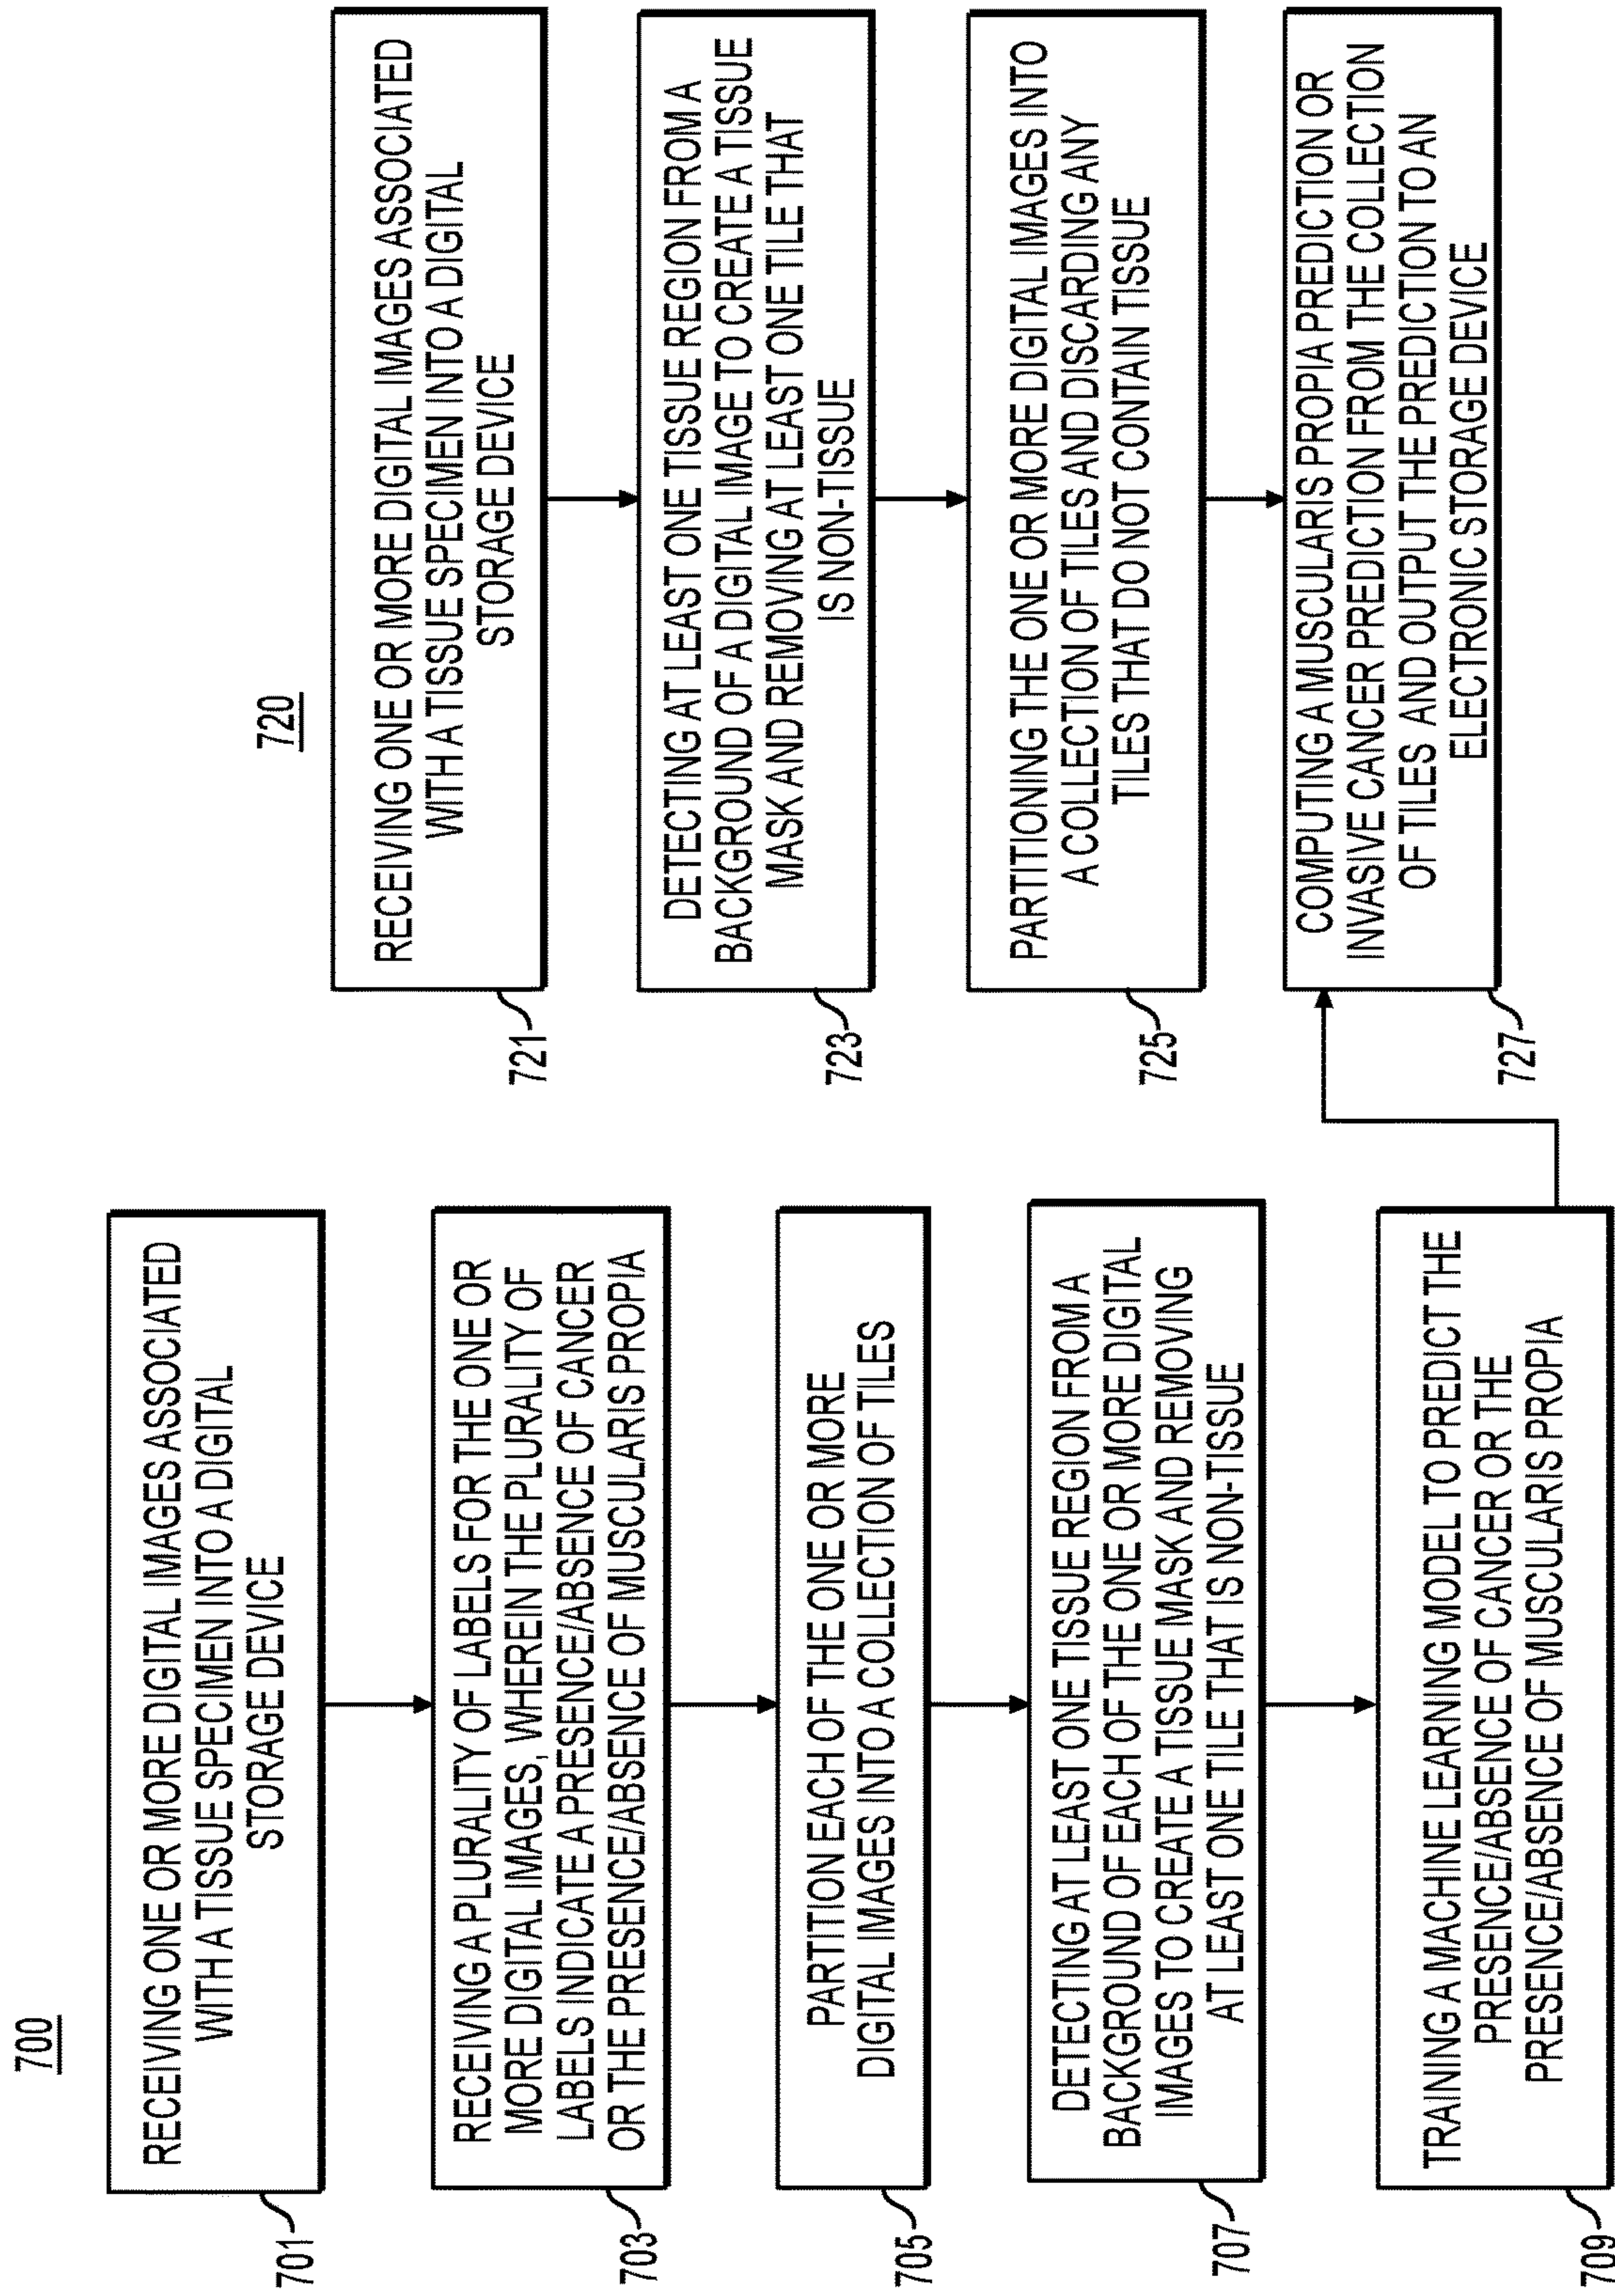 700
RECEIVING ONE OR MORE DIGITAL IMAGES ASSOCIATED
WITH A TISSUE SPECIMEN INTO A DIGITAL
STORAGE DEVICE
701
RECEIVING A PLURALITY OF LABELS FOR THE ONE OR
MORE DIGITAL IMAGES, WHEREIN THE PLURALITY OF
LABELS INDICATE A PRESENCE/ABSENCE OF CANCER
OR THE PRESENCE/ABSENCE OF MUSCULARIS PROPIA
703
PARTITION EACH OF THE ONE OR MORE
DIGITAL IMAGES INTO A COLLECTION OF TILES
705
DETECTING AT LEAST ONE TISSUE REGION FROM A
BACKGROUND OF EACH OF THE ONE OR MORE DIGITAL
IMAGES TO CREATE A TISSUE MASK AND REMOVING
AT LEAST ONE TILE THAT IS NON-TISSUE
707
TRAINING A MACHINE LEARNING MODEL TO PREDICT THE
PRESENCE/ABSENCE OF CANCER OR THE
PRESENCE/ABSENCE OF MUSCULARIS PROPIA
709
720
RECEIVING ONE OR MORE DIGITAL IMAGES ASSOCIATED
WITH A TISSUE SPECIMEN INTO A DIGITAL
STORAGE DEVICE
721
DETECTING AT LEAST ONE TISSUE REGION FROM A
BACKGROUND OF A DIGITAL IMAGE TO CREATE A TISSUE
MASK AND REMOVING AT LEAST ONE TILE THAT
IS NON-TISSUE
723
PARTITIONING THE ONE OR MORE DIGITAL IMAGES INTO
A COLLECTION OF TILES AND DISCARDING ANY
TILES THAT DO NOT CONTAIN TISSUE
725
COMPUTING A MUSCULARIS PROPIA PREDICTION OR
INVASIVE CANCER PREDICTION FROM THE COLLECTION
OF TILES AND OUTPUT THE PREDICTION TO AN
ELECTRONIC STORAGE DEVICE
727